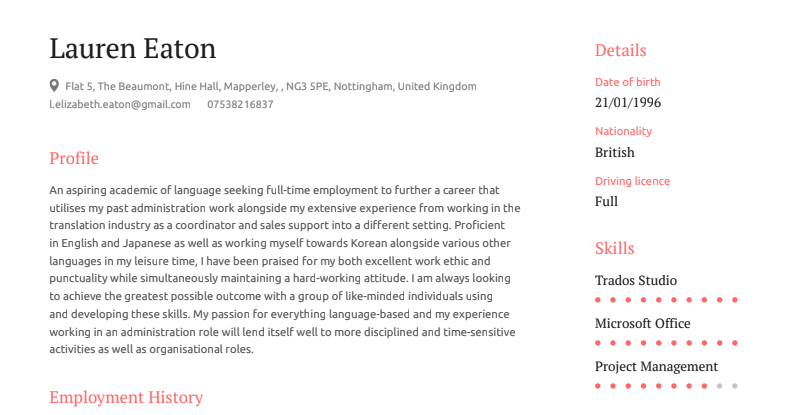 Lauren Eaton
Flat 5, The Beaumont, Hine Hall, Mapperley, , NG3 5PE, Nottingham, United Kingdom
l.elizabeth.eaton@gmail.com 07538216837
Profile
An aspiring academic of language seeking full-time employment to further a career that
utilises my past administration work alongside my extensive experience from working in the
translation industry as a coordinator and sales support into a different setting. Proficient
in English and Japanese as well as working myself towards Korean alongside various other
languages in my leisure time, I have been praised for my both excellent work ethic and
punctuality while simultaneously maintaining a hard-working attitude. I am always looking
to achieve the greatest possible outcome with a group of like-minded individuals using
and developing these skills. My passion for everything language-based and my experience
working in an administration role will lend itself well to more disciplined and time-sensitive
activities as well as organisational roles.
Employment History
Details
Date of birth
21/01/1996
Nationality
British
Driving licence
Full
Skills
Trados Studio
Microsoft Office
Project Management